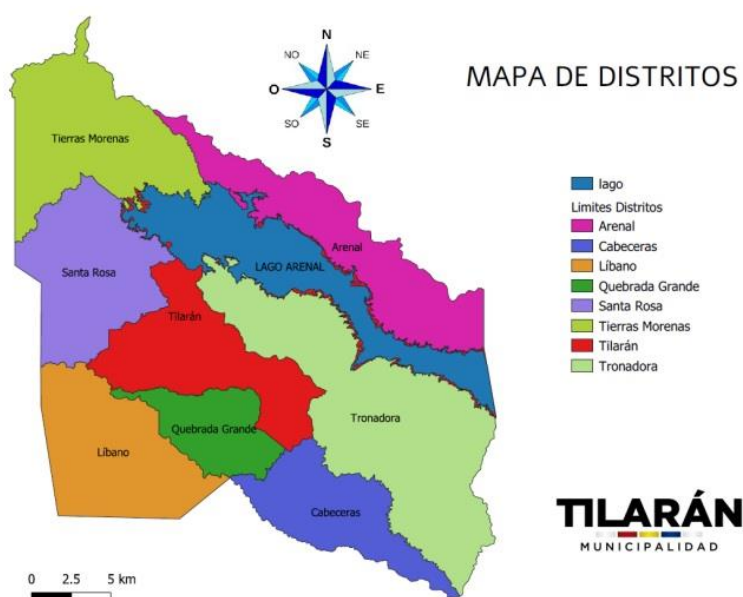 MAPA DE DISTRITOS
N
NO
NE
O
E
SO
SE
S
Tierras Morenas
Arenal
Santa Rosa
LAGO ARENAL
Tilarán
Tronadora
Quebrada Grande
Líbano
Cabeceras
lago
Limites Distritos
Arenal
Cabeceras
Líbano
Quebrada Grande
Santa Rosa
Tierras Morenas
Tilarán
Tronadora
TILARÁN
MUNICIPALIDAD
0 2.5 5 km